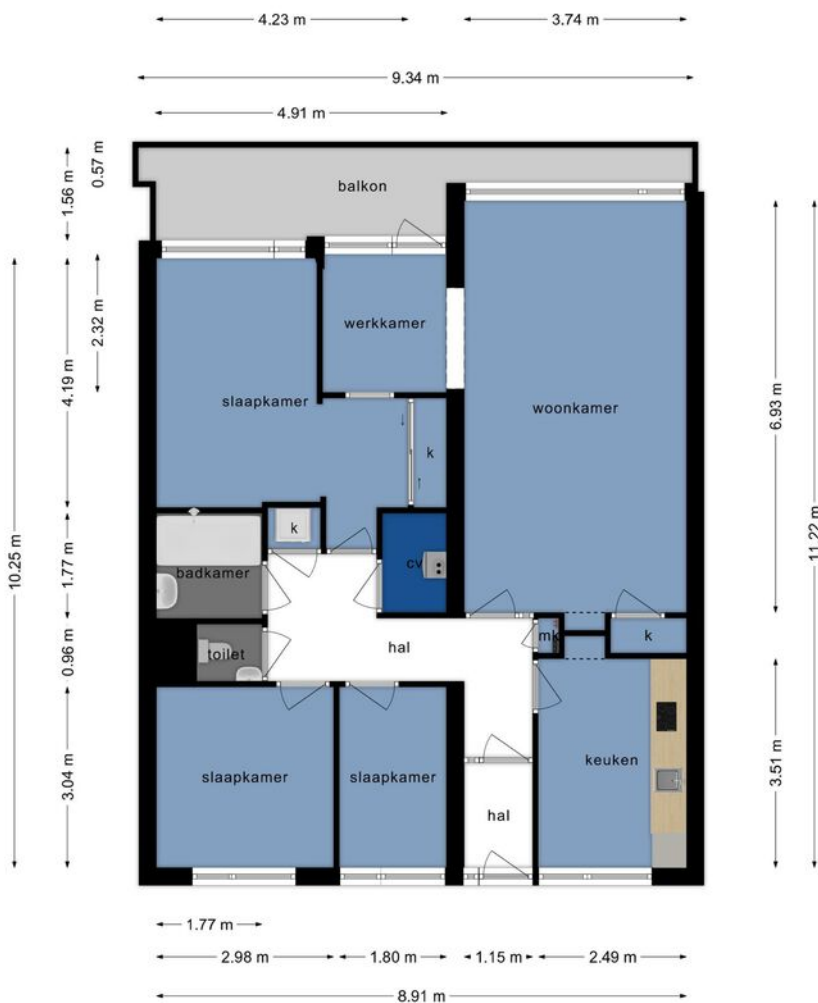 4.23 m
3.74 m
9.34 m
4.91 m
1.56 m
0.57 m
balkon
werkkamer
slaapkamer
woonkamer
k
k
badkamer
cv
toilet
hal
mk
k
slaapkamer
slaapkamer
hal
keuken
10.25 m
4.19 m
2.32 m
1.77 m
0.96 m
3.04 m
6.93 m
3.51 m
11.22 m
1.77 m
2.98 m
1.80 m
1.15 m
2.49 m
8.91 m